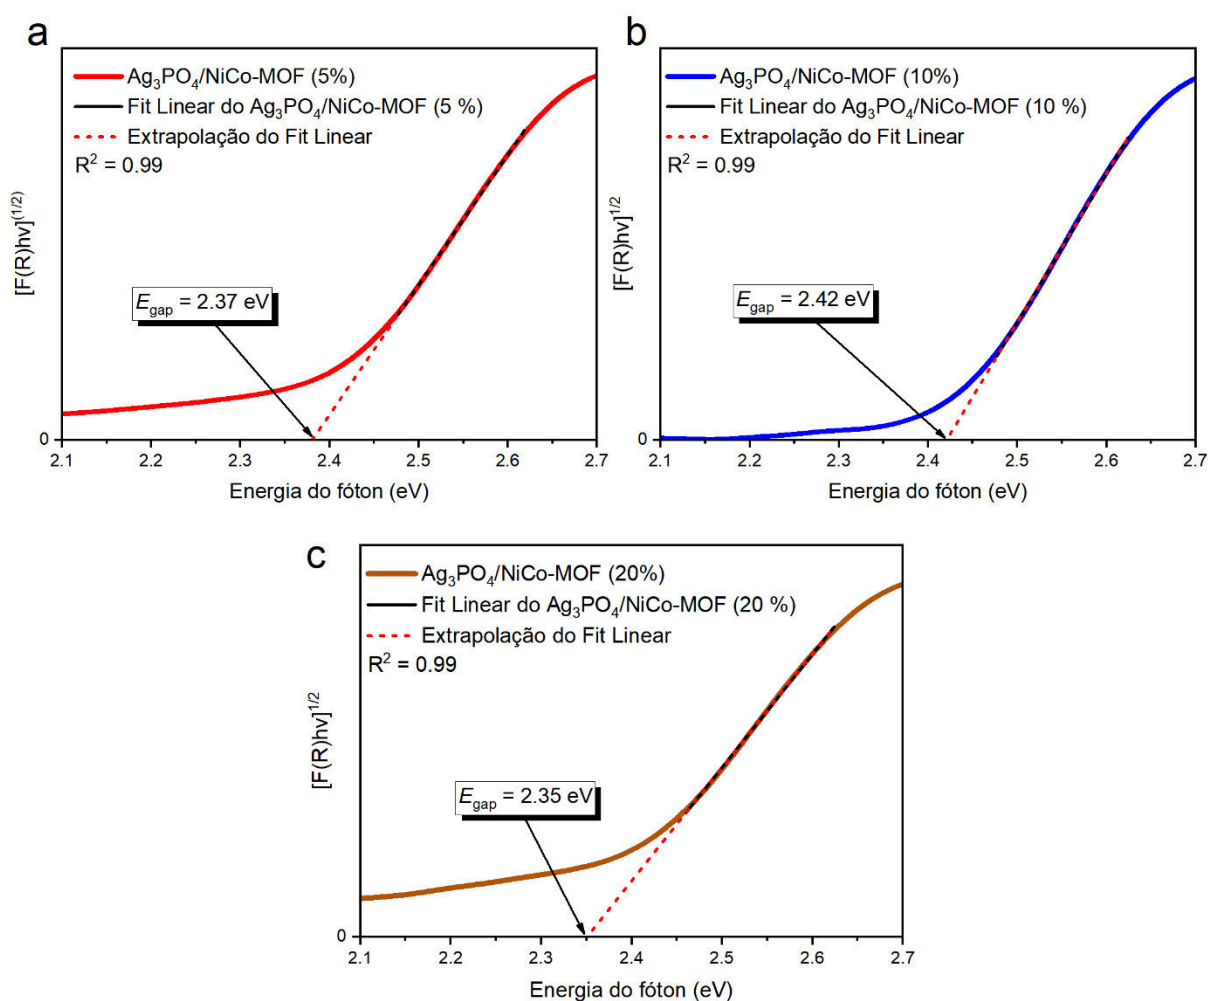 a
Ag₃PO₄/NiCo-MOF (5%)
Fit Linear do Ag₃PO₄/NiCo-MOF (5 %)
Extrapolação do Fit Linear
R² = 0.99
[F(R)hv]^(1/2)
E_gap = 2.37 eV
0
2.1 2.2 2.3 2.4 2.5 2.6 2.7
Energia do fóton (eV)
b
Ag₃PO₄/NiCo-MOF (10%)
Fit Linear do Ag₃PO₄/NiCo-MOF (10 %)
Extrapolação do Fit Linear
R² = 0.99
[F(R)hv]^1/2
E_gap = 2.42 eV
0
2.1 2.2 2.3 2.4 2.5 2.6 2.7
Energia do fóton (eV)
c
Ag₃PO₄/NiCo-MOF (20%)
Fit Linear do Ag₃PO₄/NiCo-MOF (20 %)
Extrapolação do Fit Linear
R² = 0.99
[F(R)hv]^1/2
E_gap = 2.35 eV
0
2.1 2.2 2.3 2.4 2.5 2.6 2.7
Energia do fóton (eV)